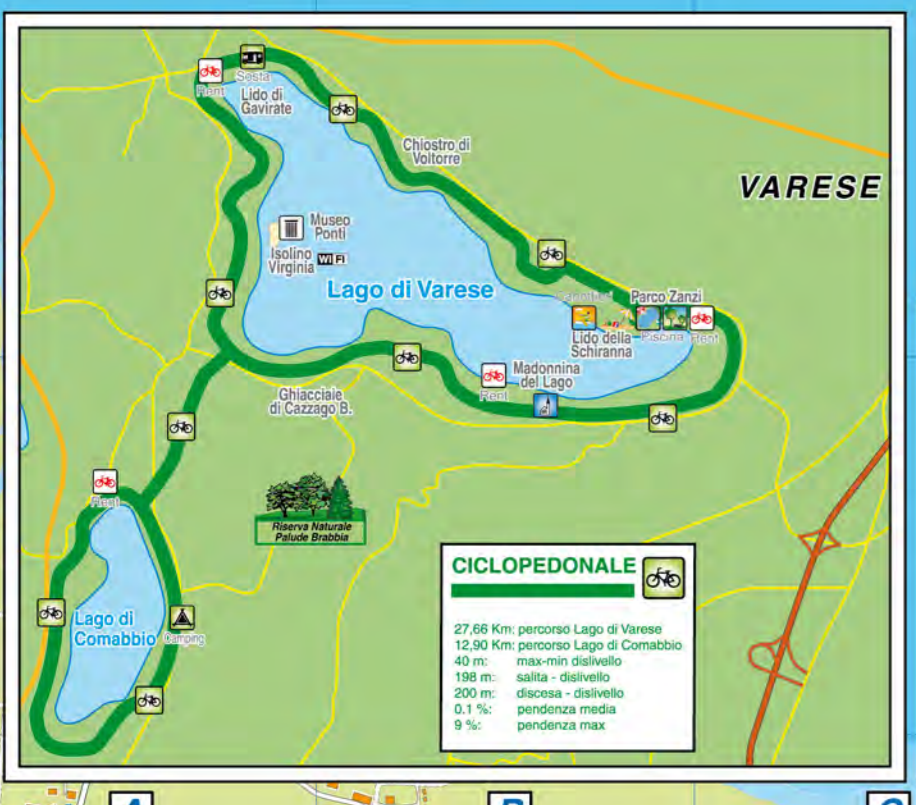 Rent
Sosta
Lido di
Gavirate
Chiostro di
Voltorre
VARESE
Museo
Ponti
Isolino
Virginia
WI FI
Lago di Varese
Canottieri
Parco Zanzi
Lido della
Schiranna
Piscina
Rent
Madonnina
del Lago
Rent
Ghiacciaie
di Cazzago B.
Rent
Riserva Naturale
Palude Brabbia
Lago di
Comabbio
Camping
CICLOPEDONALE
27,66 Km: percorso Lago di Varese
12,90 Km: percorso Lago di Comabbio
40 m: max-min dislivello
198 m: salita - dislivello
200 m: discesa - dislivello
0,1 %: pendenza media
9 %: pendenza max
A
B
C